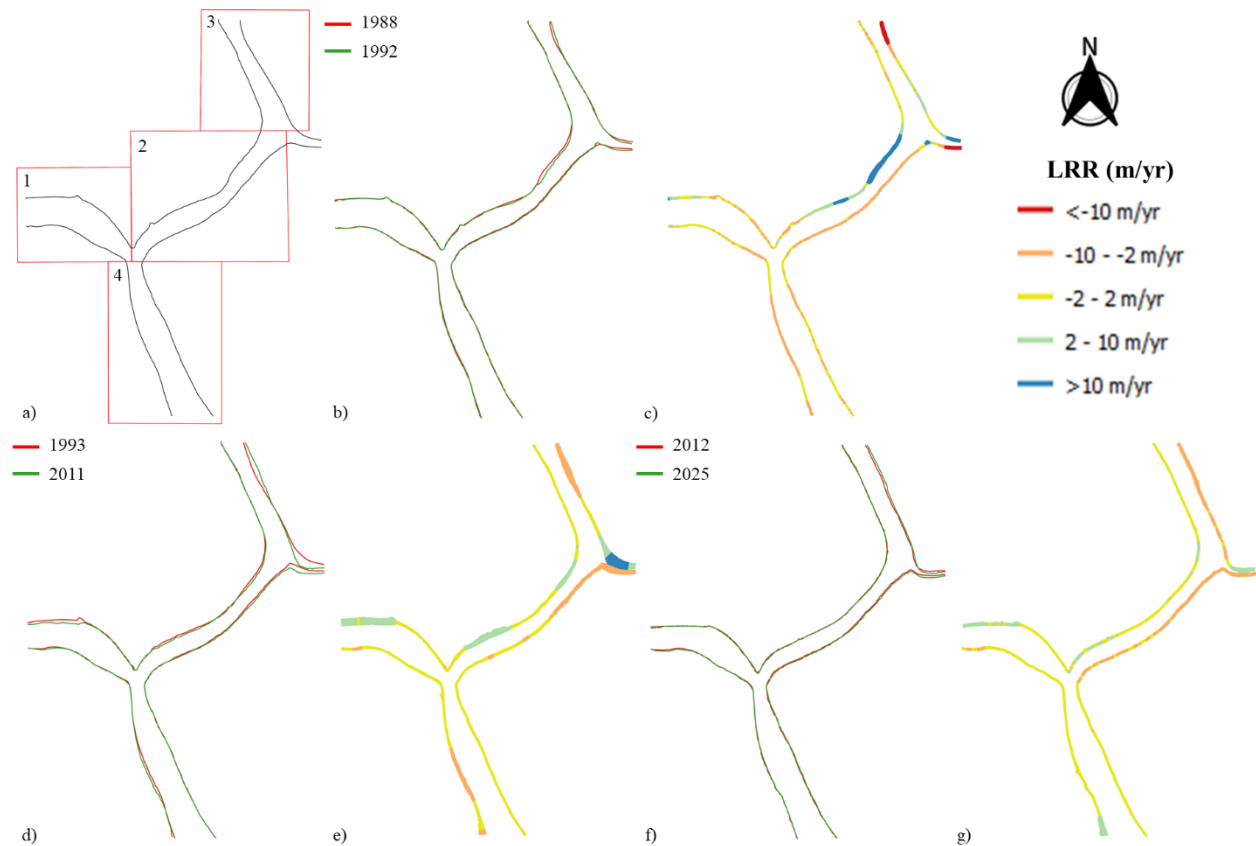 3
1988
1992
2
1
4
a)
b)
c)
N
LRR (m/yr)
<-10 m/yr
-10 - -2 m/yr
-2 - 2 m/yr
2 - 10 m/yr
>10 m/yr
1993
2011
2012
2025
d)
e)
f)
g)